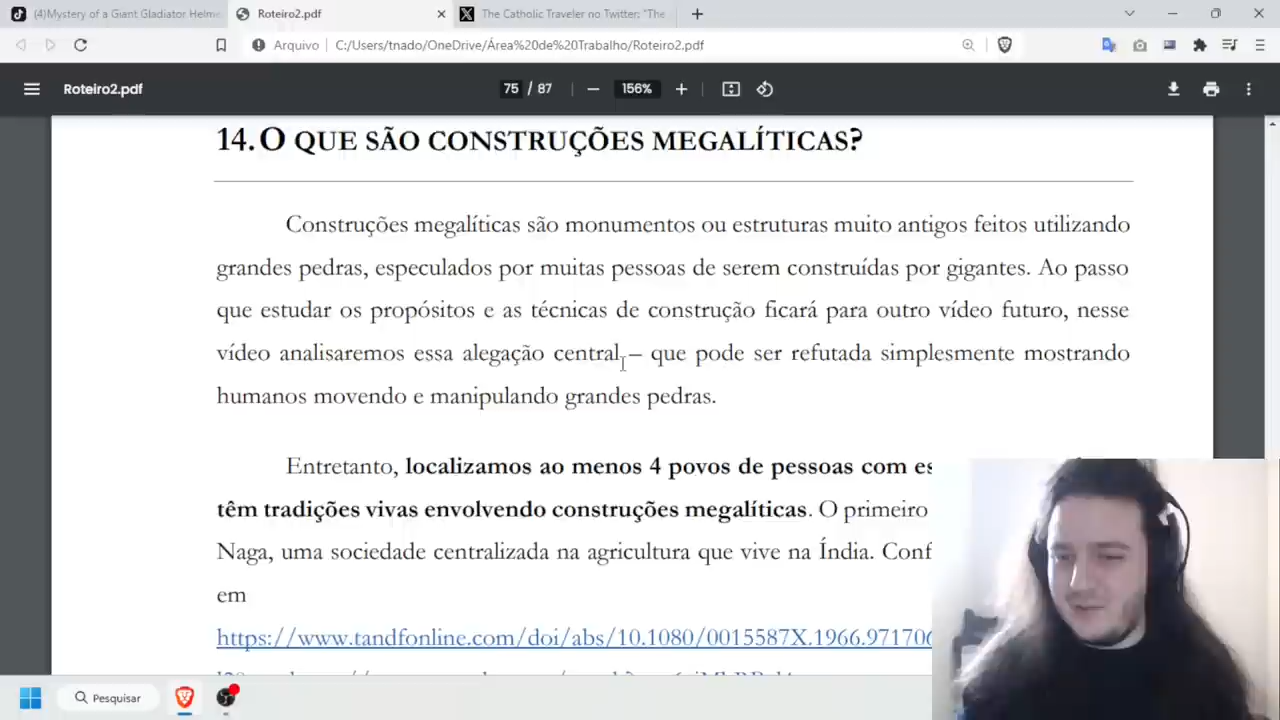 (4)Mystery of a Giant Gladiator Helme
Roteiro2.pdf
The Catholic Traveler no Twitter: "The
Arquivo
C:/Users/tnado/OneDrive/Área%20de%20Trabalho/Roteiro2.pdf
Roteiro2.pdf
75 / 87
156%
14. O QUE SÃO CONSTRUÇÕES MEGALÍTICAS?
Construções megalíticas são monumentos ou estruturas muito antigos feitos utilizando
grandes pedras, especulados por muitas pessoas de serem construídas por gigantes. Ao passo
que estudar os propósitos e as técnicas de construção ficará para outro vídeo futuro, nesse
vídeo analisaremos essa alegação central – que pode ser refutada simplesmente mostrando
humanos movendo e manipulando grandes pedras.
Entretanto, localizamos ao menos 4 povos de pessoas com es
têm tradições vivas envolvendo construções megalíticas. O primeiro
Naga, uma sociedade centralizada na agricultura que vive na Índia. Conf
em
https://www.tandfonline.com/doi/abs/10.1080/0015587X.1966.971706
Pesquisar